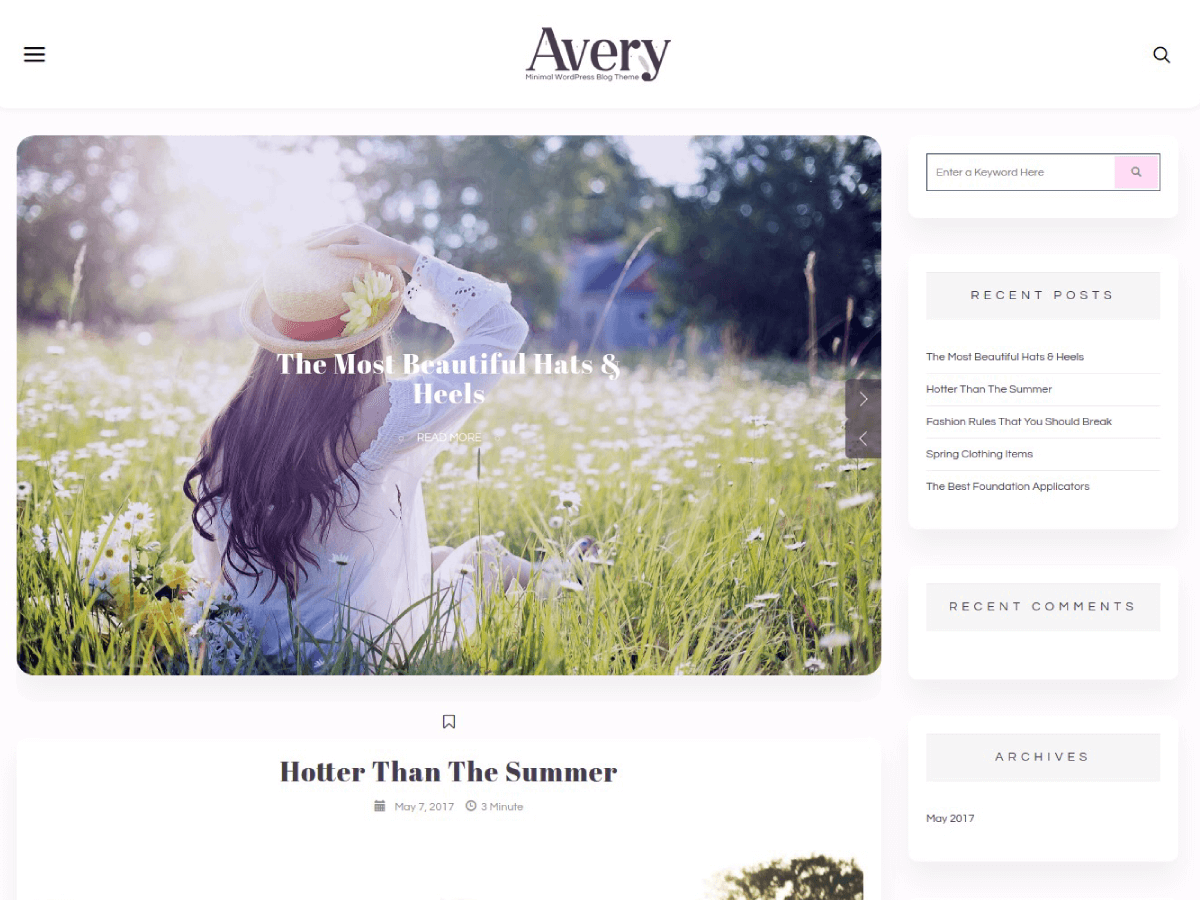 Avery
Minimal WordPress Blog Theme
The Most Beautiful Hats &
Heels
READ MORE
Enter a Keyword Here
RECENT POSTS
The Most Beautiful Hats & Heels
Hotter Than The Summer
Fashion Rules That You Should Break
Spring Clothing Items
The Best Foundation Applicators
RECENT COMMENTS
ARCHIVES
May 2017
Hotter Than The Summer
May 7, 2017 3 Minute